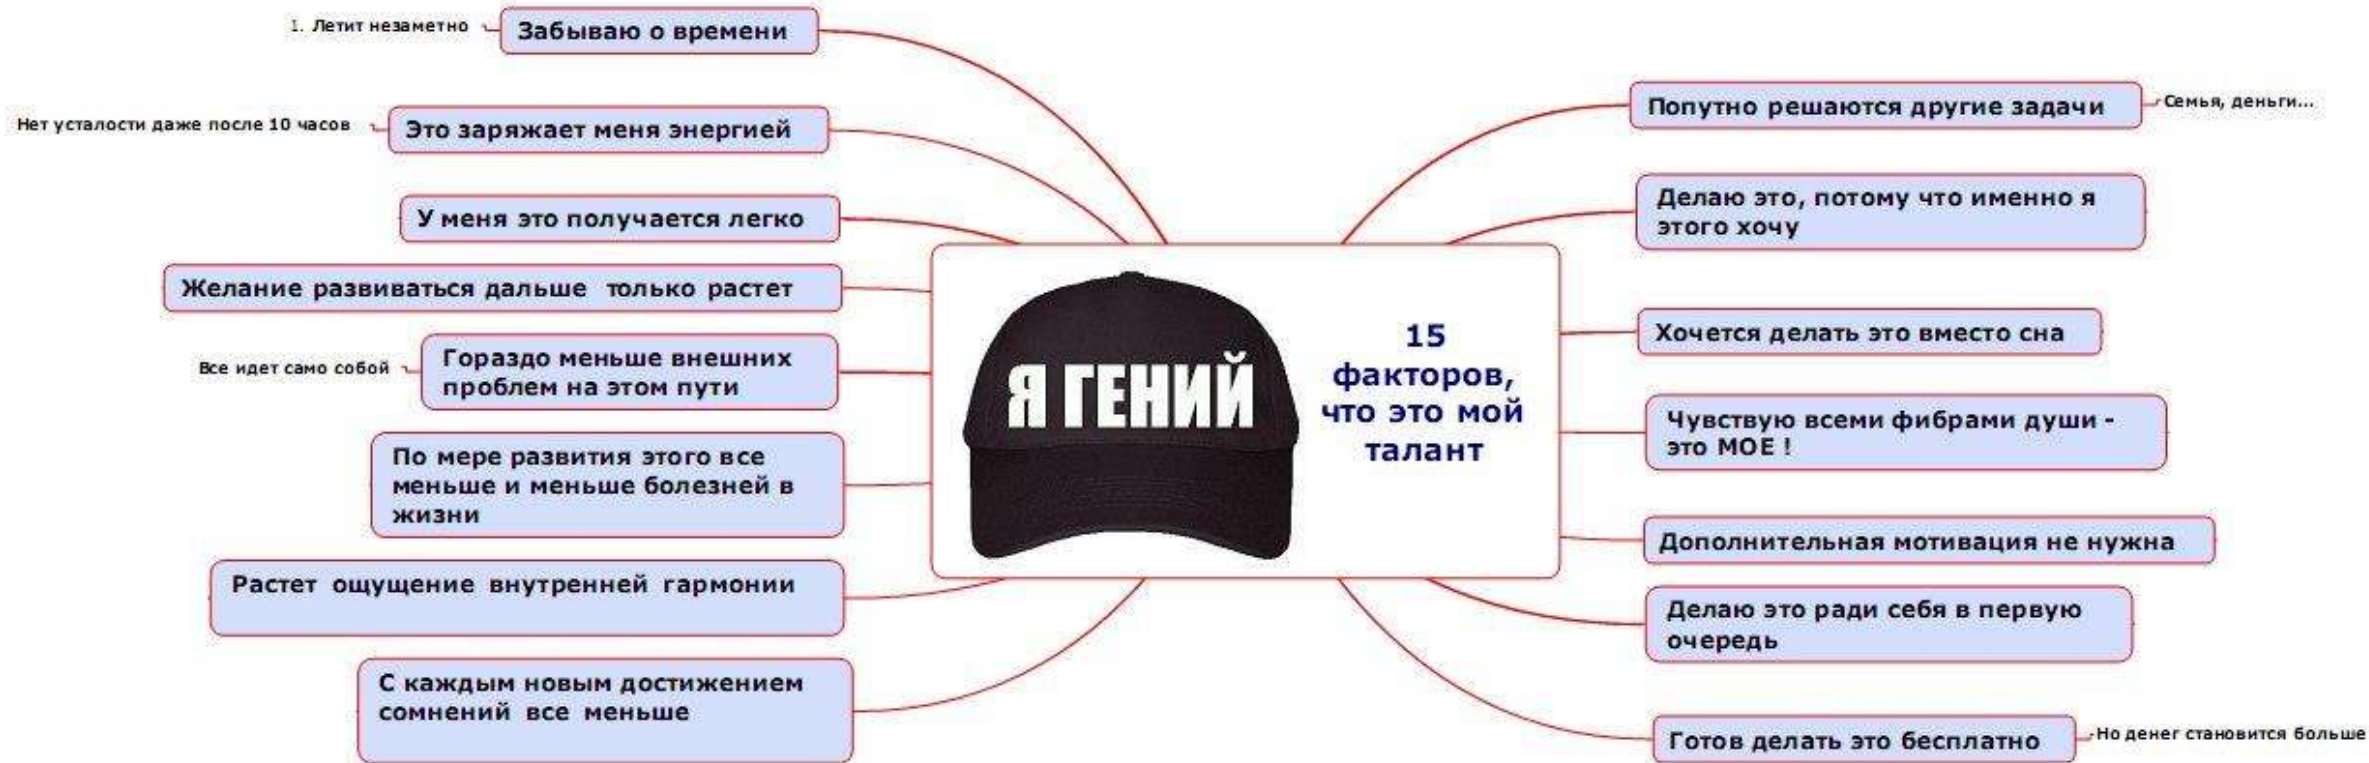 1. Летит незаметно
Забываю о времени
Нет усталости даже после 10 часов
Это заряжает меня энергией
У меня это получается легко
Желание развиваться дальше только растет
Все идет само собой
Гораздо меньше внешних
проблем на этом пути
По мере развития этого все
меньше и меньше болезней в
жизни
Растет ощущение внутренней гармонии
С каждым новым достижением
сомнений все меньше
Я ГЕНИЙ
15
факторов,
что это мой
талант
Попутно решаются другие задачи
Семья, деньги...
Делаю это, потому что именно я
этого хочу
Хочется делать это вместо сна
Чувствую всеми фибрами души -
это МОЕ !
Дополнительная мотивация не нужна
Делаю это ради себя в первую
очередь
Готов делать это бесплатно
Но денег становится больше